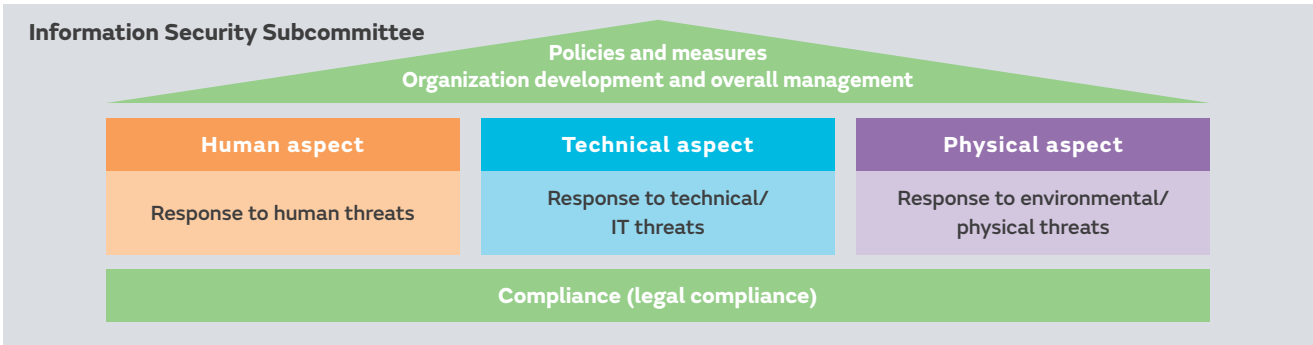 Information Security Subcommittee
Policies and measures
Organization development and overall management
Human aspect
Response to human threats
Technical aspect
Response to technical/
IT threats
Physical aspect
Response to environmental/
physical threats
Compliance (legal compliance)